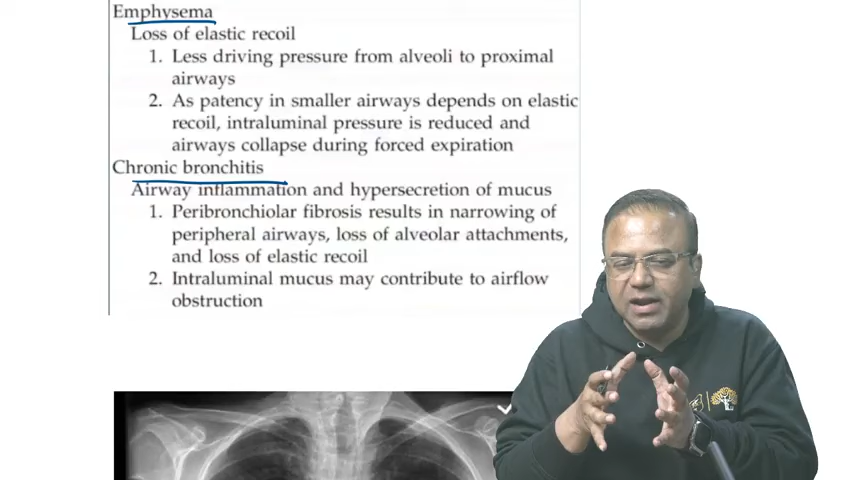 Emphysema
Loss of elastic recoil
1. Less driving pressure from alveoli to proximal
airways
2. As patency in smaller airways depends on elastic
recoil, intraluminal pressure is reduced and
airways collapse during forced expiration
Chronic bronchitis
Airway inflammation and hypersecretion of mucus
1. Peribronchiolar fibrosis results in narrowing of
peripheral airways, loss of alveolar attachments,
and loss of elastic recoil
2. Intraluminal mucus may contribute to airflow
obstruction